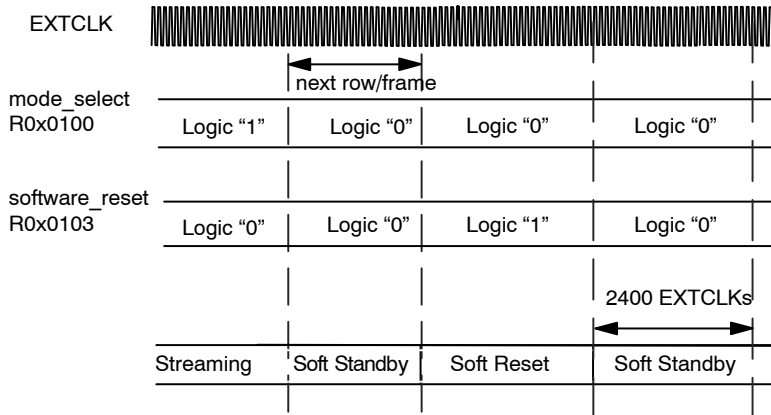 EXTCLK
next row/frame
mode_select
R0x0100
Logic “1” Logic “0” Logic “0” Logic “0”
software_reset
R0x0103
Logic “0” Logic “0” Logic “1” Logic “0”
2400 EXTCLKs
Streaming Soft Standby Soft Reset Soft Standby